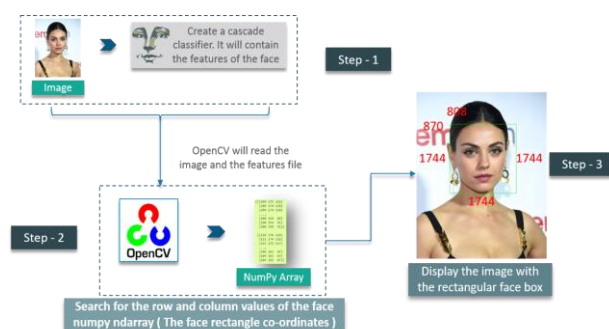 Create a cascade
classifier. It will contain
the features of the face
Image
Step - 1
OpenCV will read the
image and the features file
Step - 2
OpenCV
NumPy Array
Search for the row and column values of the face
numpy ndarray ( The face rectangle co-ordinates )
808
870
1744
1744
1744
Step - 3
Display the image with
the rectangular face box